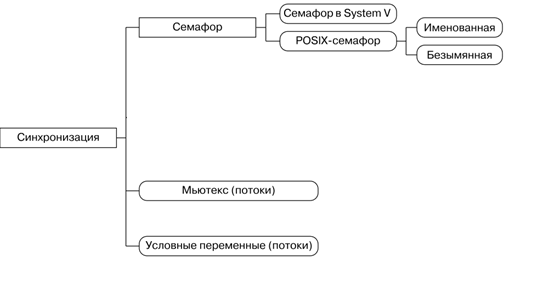 Семафор в System V
Семафор
Именованная
POSIX-семафор
Безымянная
Синхронизация
Мьютекс (потоки)
Условные переменные (потоки)